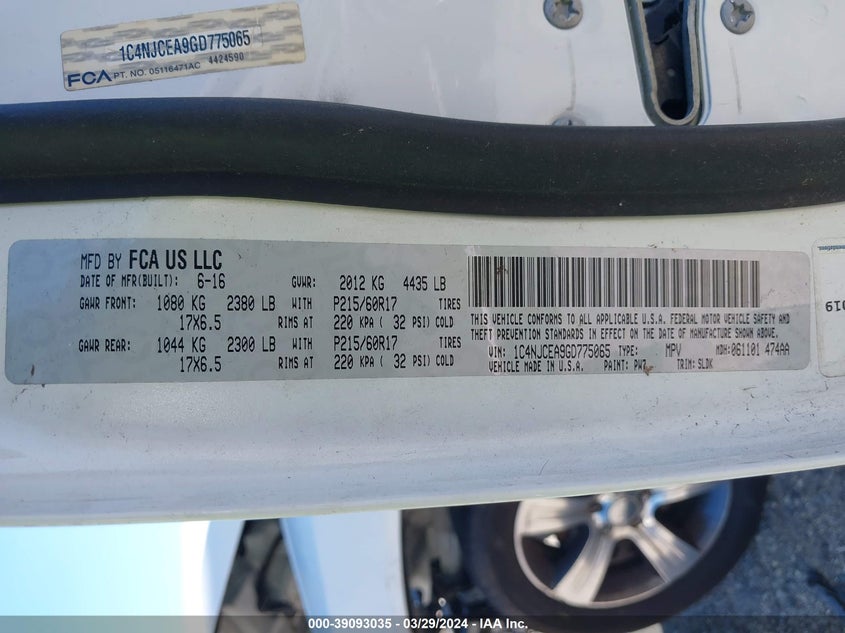 1C4NJCEA9GD775065
FCA PT. NO. 05116471AC 4424590
MFD BY FCA US LLC
DATE OF MFR(BUILT): 6-16 GVWR: 2012 KG 4435 LB
GAWR FRONT: 1080 KG 2380 LB WITH P215/60R17 TIRES
17X6.5 RIMS AT 220 KPA ( 32 PSI) COLD
GAWR REAR: 1044 KG 2300 LB WITH P215/60R17 TIRES
17X6.5 RIMS AT 220 KPA ( 32 PSI) COLD
THIS VEHICLE CONFORMS TO ALL APPLICABLE U.S.A. FEDERAL MOTOR VEHICLE SAFETY AND
THEFT PREVENTION STANDARDS IN EFFECT ON THE DATE OF MANUFACTURE SHOWN ABOVE.
VIN: 1C4NJCEA9GD775065 TYPE: MPV MDH: 061101 474AA
VEHICLE MADE IN U.S.A. PAINT: PW7 TRIM: SLDK
019
000-39093035 - 03/29/2024 - IAA Inc.